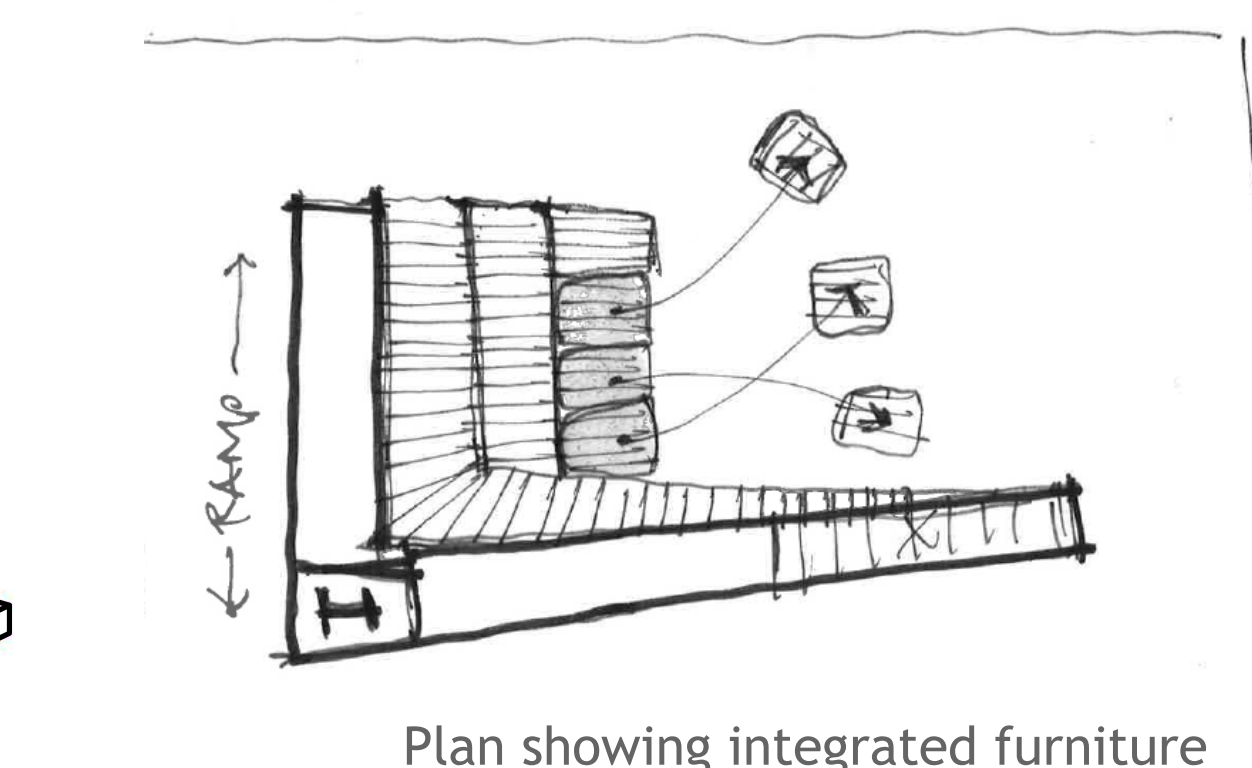 ← RAMP →
Plan showing integrated furniture